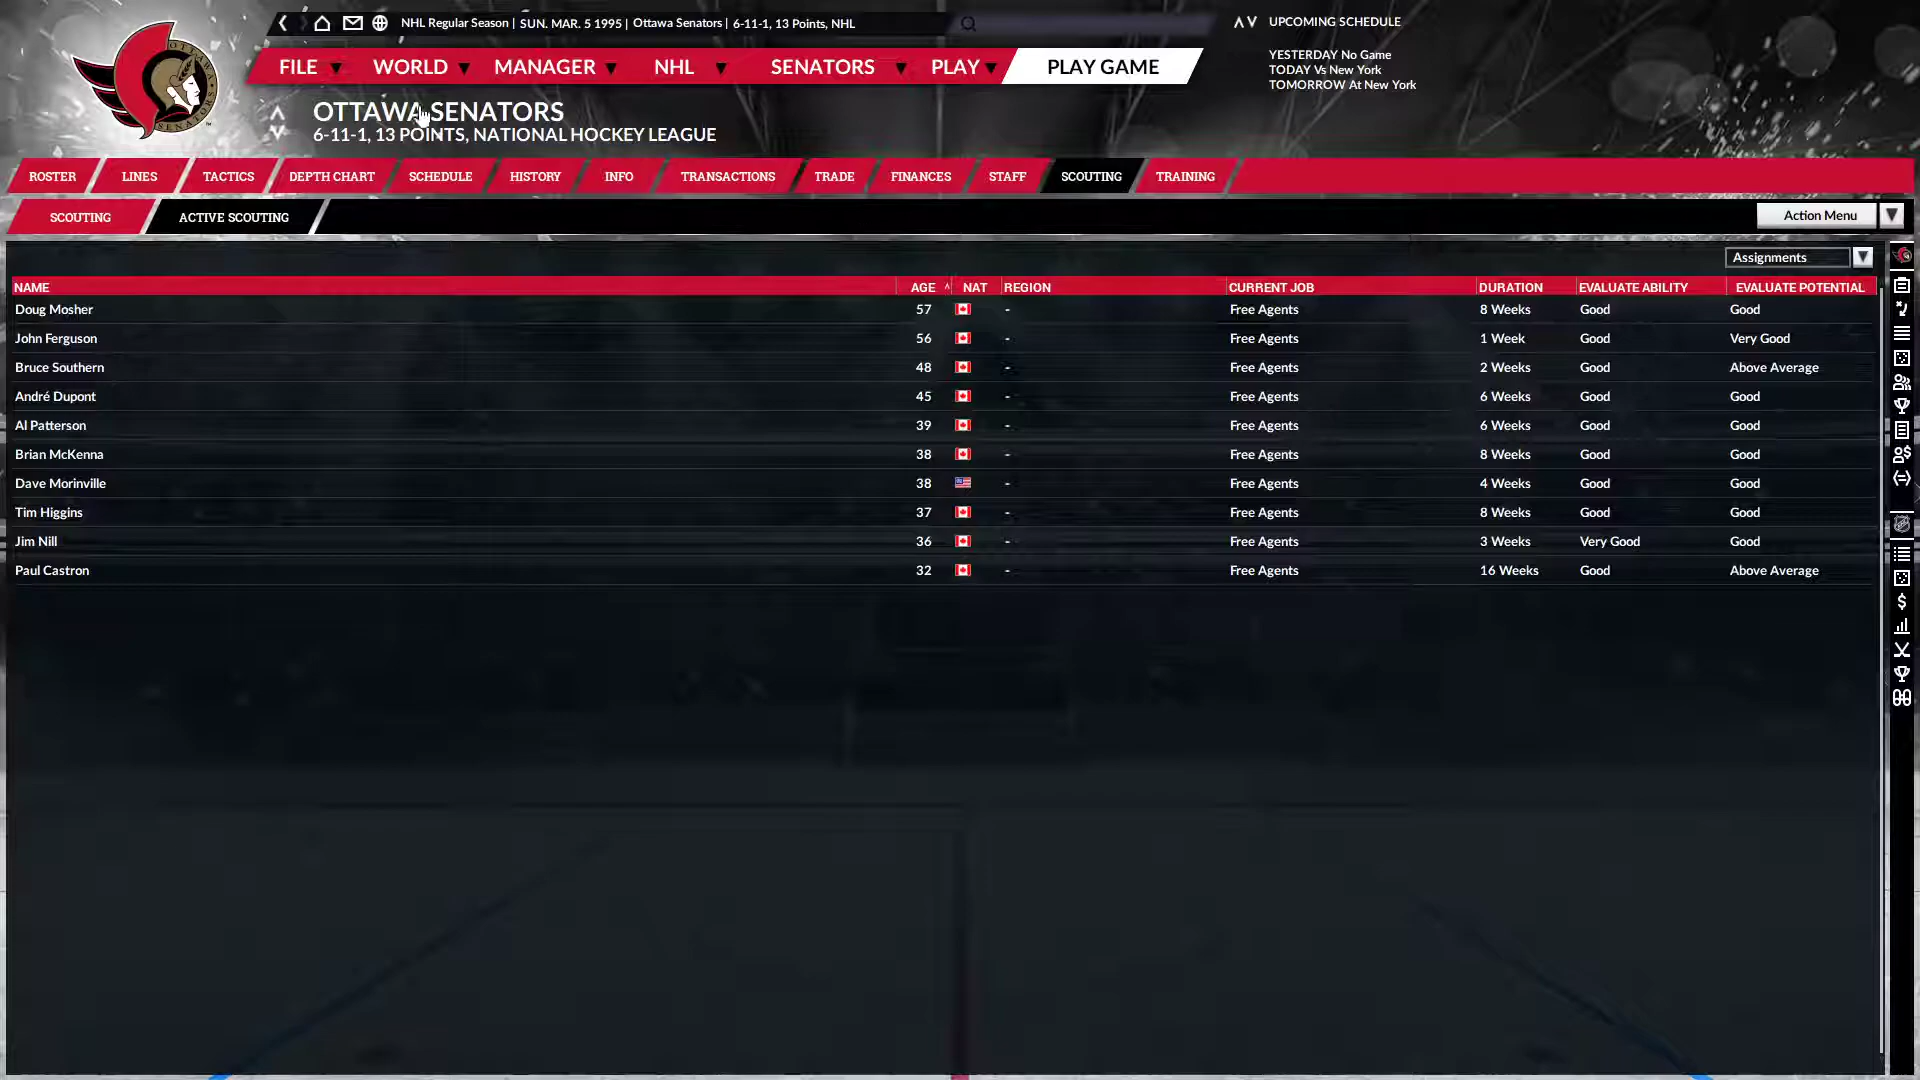 NHL Regular Season | SUN. MAR. 5 1995 | Ottawa Senators | 6-11-1, 13 Points, NHL
UPCOMING SCHEDULE
YESTERDAY No Game
TODAY Vs New York
TOMORROW At New York
FILE WORLD MANAGER NHL SENATORS PLAY PLAY GAME
OTTAWA SENATORS
6-11-1, 13 POINTS, NATIONAL HOCKEY LEAGUE
ROSTER LINES TACTICS DEPTH CHART SCHEDULE HISTORY INFO TRANSACTIONS TRADE FINANCES STAFF SCOUTING TRAINING
SCOUTING ACTIVE SCOUTING Action Menu
Assignments
NAME AGE NAT REGION CURRENT JOB DURATION EVALUATE ABILITY EVALUATE POTENTIAL
Doug Mosher 57 - Free Agents 8 Weeks Good Good
John Ferguson 56 - Free Agents 1 Week Good Very Good
Bruce Southern 48 - Free Agents 2 Weeks Good Above Average
André Dupont 45 - Free Agents 6 Weeks Good Good
Al Patterson 39 - Free Agents 6 Weeks Good Good
Brian McKenna 38 - Free Agents 8 Weeks Good Good
Dave Morinville 38 - Free Agents 4 Weeks Good Good
Tim Higgins 37 - Free Agents 8 Weeks Good Good
Jim Nill 36 - Free Agents 3 Weeks Very Good Good
Paul Castron 32 - Free Agents 16 Weeks Good Above Average